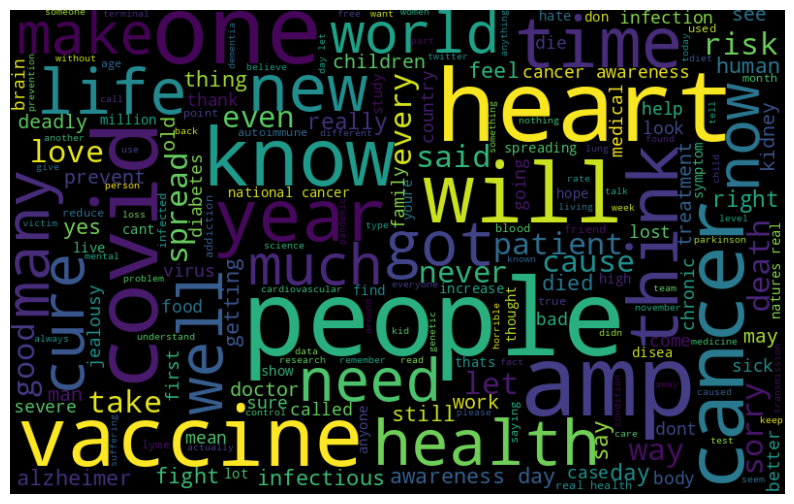 someone
terminal
free
want
women
don
infection
see
make
one
world
time
hate
used
risk
brain
without
dementia
day let
part
twitter
anything
die
today
diet
prevention
age
call
believe
children
feel
cancer awareness
human
month
life
thing
new
heart
now
deadly
million
thank
point
study
country
every
medical
tell
another
back
even
really
autoimmune
different
something
nothing
help
look
lung
found
kidney
love
use
old
know
said
spreading
rate
child
give
prevent
person
family
youre
going
hope
talk
treatment
symptom
many
covid
spread
diabetes
national cancer
will
living
week
think
right
victim
reduce
loss
infected
addiction
year
pandemic
type
blood
friend
lost
level
yes
cant
getting
science
got
patient
known
chronic
parkinson
death
natures real
live
mental
virus
much
never
cause
cancer
cure
well
problem
cardiovascular
find
increase
died
high
team
good
jealousy
food
people
everyone
true
november
around
thought
bad
didn
come
may
always
understand
kid
genetic
horrible
thats
disea
medicine
first
data
research
remember
read
fact
amp
away
sick
transmission
man
show
need
let
condition
caused
sorry
severe
take
doctor
sure
called
still
work
please
saying
say
dont
way
better
vaccine
mean
control
anyone
health
care
test
keep
suffering
lyme
actually
seem
alzheimer
fight
lot
infectious
awareness day
case
day
real health
body